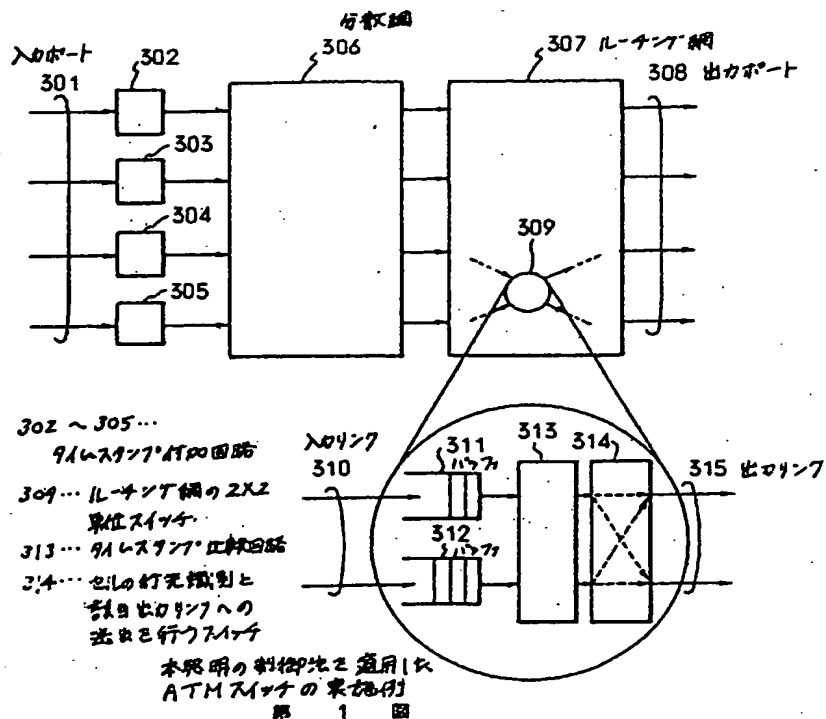 分散網
入力ポート
301
302
306
307 ルーチング網
308 出力ポート
303
304
305
309
302 ~ 305…
タイムスタンプ付加回路
309… ルーチング網の2X2
単位スイッチ
313… タイムスタンプ比較回路
314… セルの行先識別と
該当出力リンクへの
送出を行うスイッチ
入力リンク
310
311
バッファ
312
バッファ
313
314
315 出力リンク
本発明の制御法を適用した
ATMスイッチの実施例
第 1 図